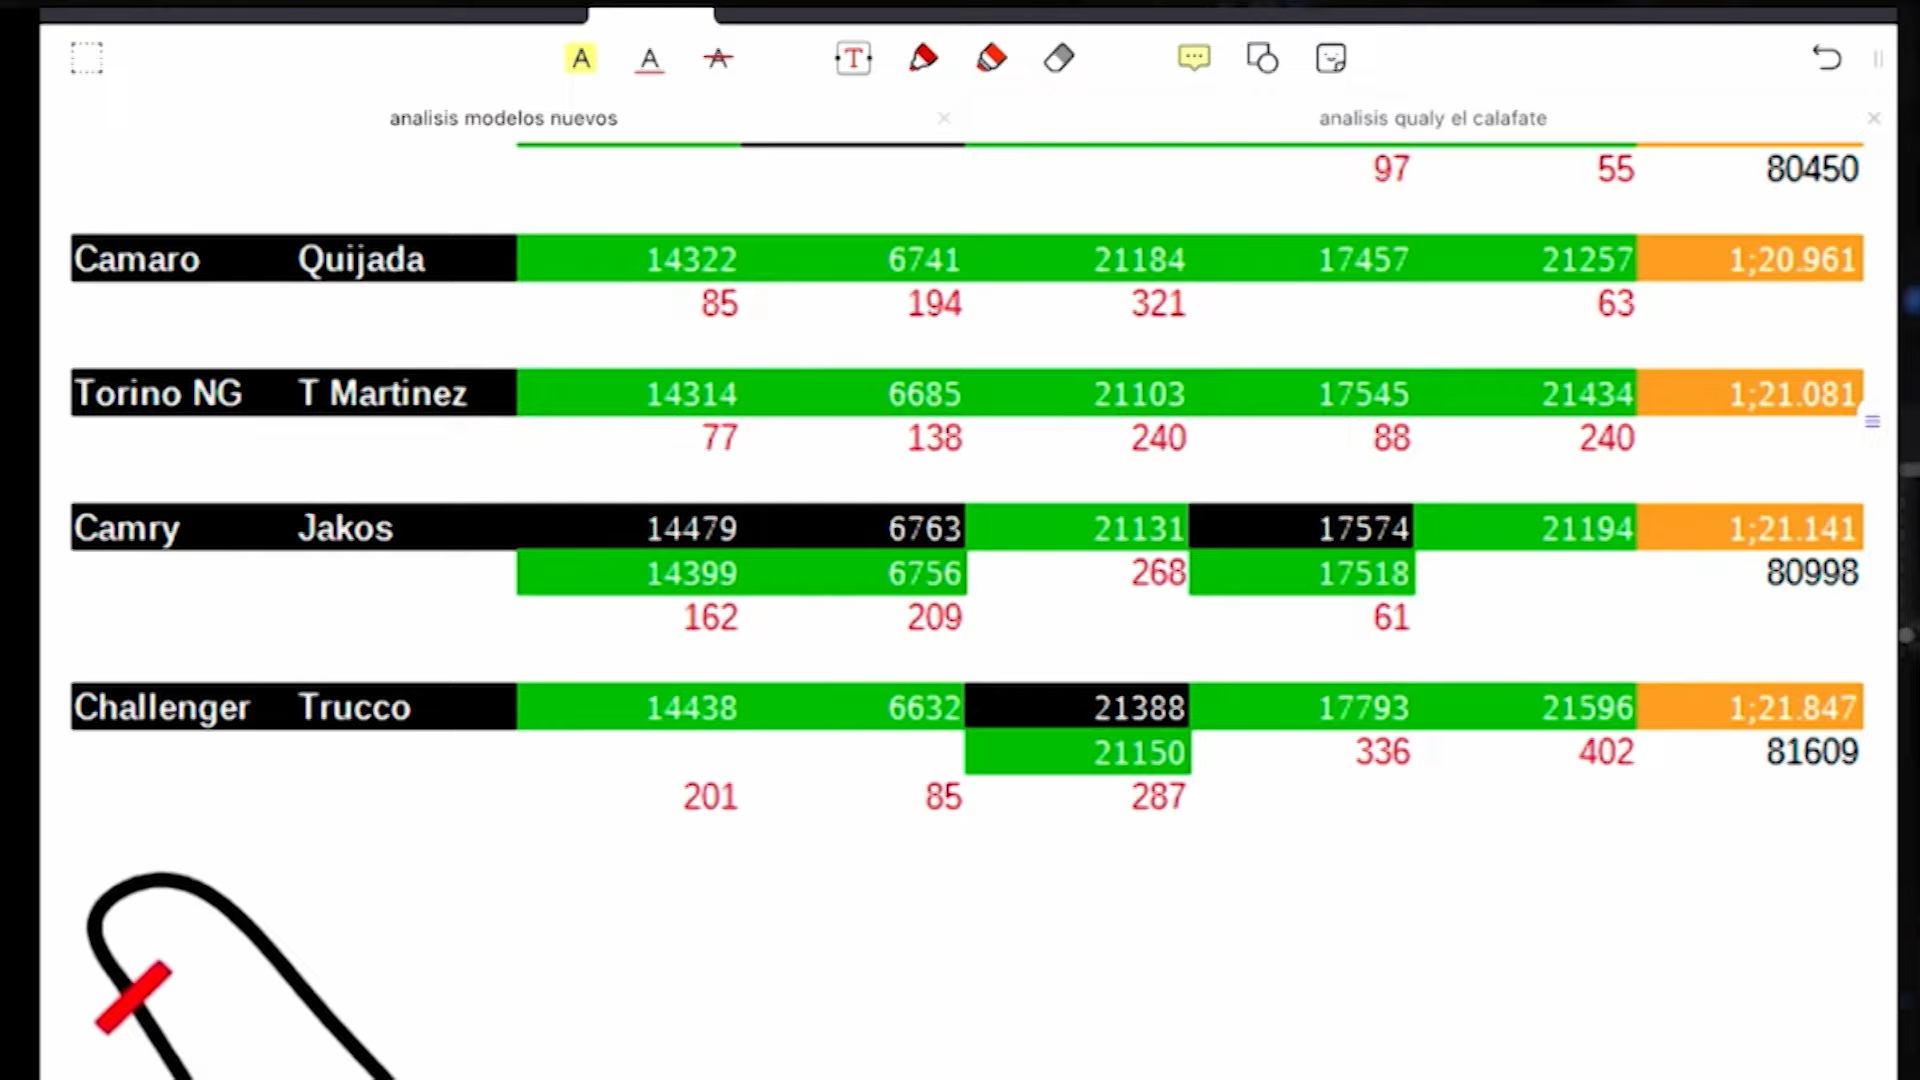 A A A T
analisis modelos nuevos × analisis qualy el calafate ×
97 55 80450
Camaro Quijada 14322 6741 21184 17457 21257 1;20.961
85 194 321 63
Torino NG T Martinez 14314 6685 21103 17545 21434 1;21.081
77 138 240 88 240
Camry Jakos 14479 6763 21131 17574 21194 1;21.141
14399 6756 268 17518 80998
162 209 61
Challenger Trucco 14438 6632 21388 17793 21596 1;21.847
21150 336 402 81609
201 85 287